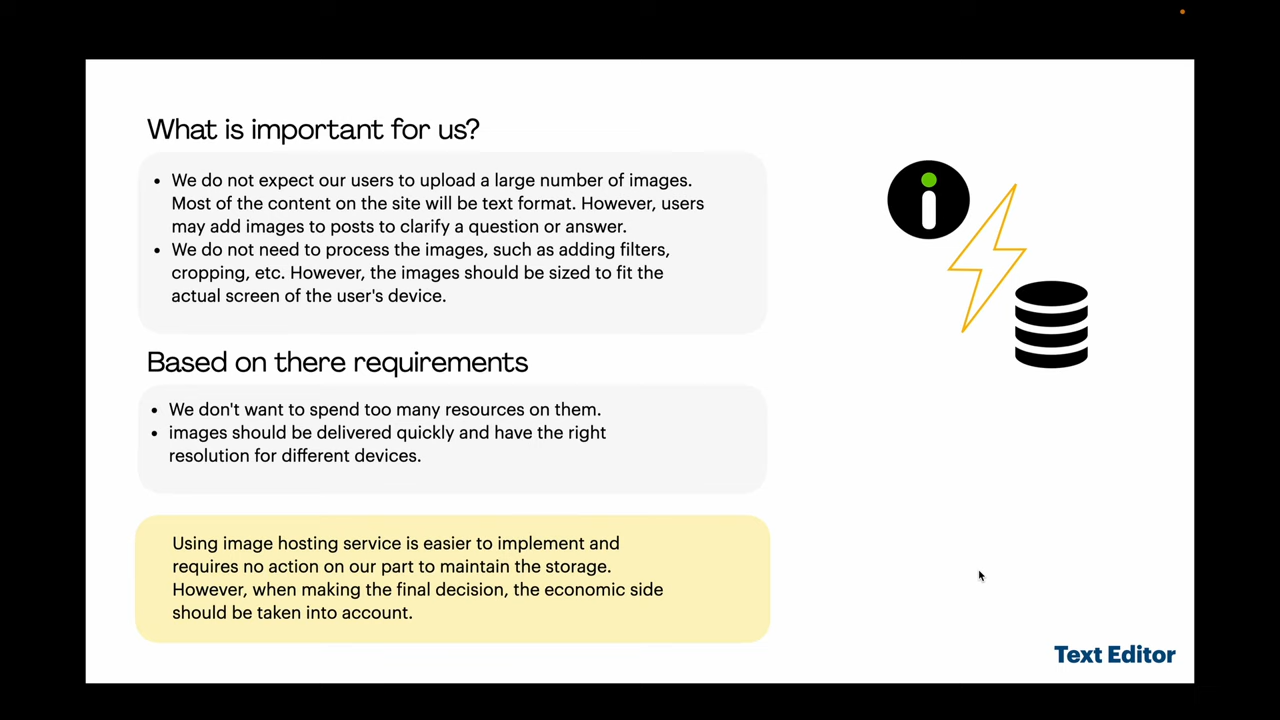 What is important for us?
• We do not expect our users to upload a large number of images.
Most of the content on the site will be text format. However, users
may add images to posts to clarify a question or answer.
• We do not need to process the images, such as adding filters,
cropping, etc. However, the images should be sized to fit the
actual screen of the user's device.
Based on there requirements
• We don't want to spend too many resources on them.
• images should be delivered quickly and have the right
resolution for different devices.
Using image hosting service is easier to implement and
requires no action on our part to maintain the storage.
However, when making the final decision, the economic side
should be taken into account.
Text Editor